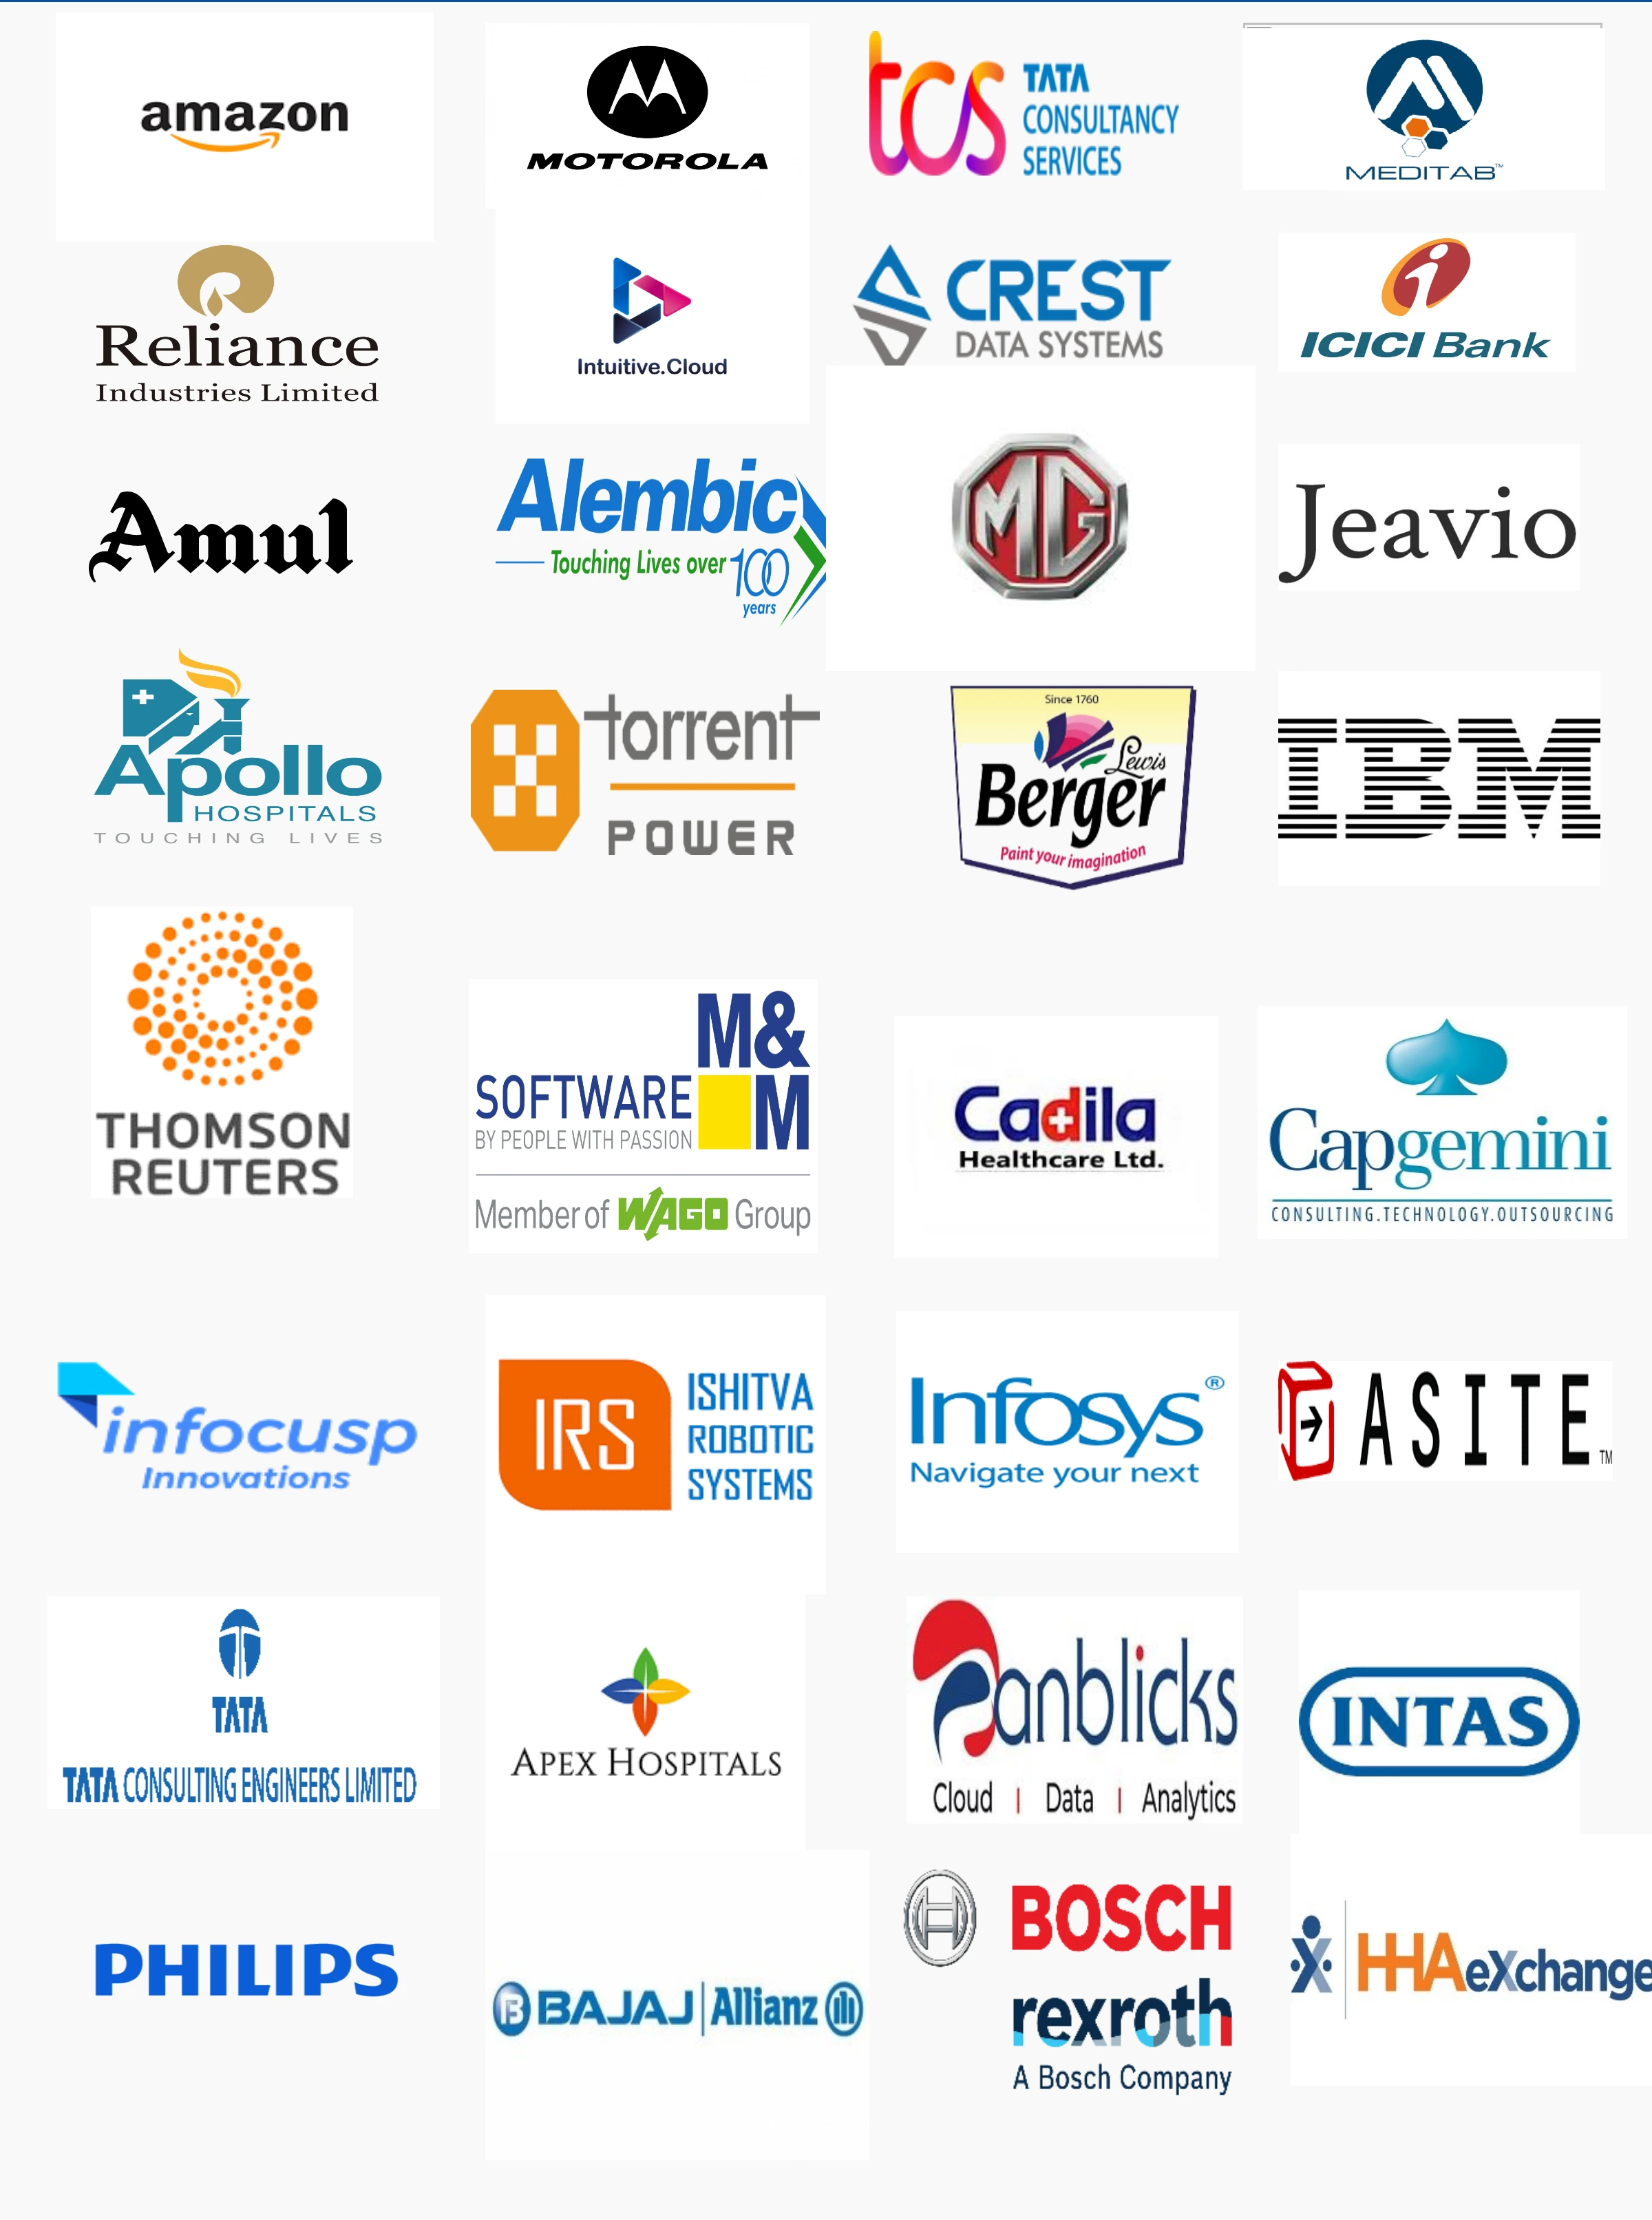 amazon
MOTOROLA
tcs TATA
CONSULTANCY
SERVICES
MEDITAB™
Reliance
Industries Limited
Intuitive.Cloud
CREST
DATA SYSTEMS
i
ICICI Bank
Amul
Alembic
Touching Lives over 100
years
MG
Jeavio
Apollo
HOSPITALS
TOUCHING LIVES
torrent
POWER
Since 1760
Lewis
Berger
Paint your imagination
IBM
THOMSON
REUTERS
M&
SOFTWARE M
BY PEOPLE WITH PASSION
Member of WAGO Group
Cadila
Healthcare Ltd.
Capgemini
CONSULTING.TECHNOLOGY.OUTSOURCING
infocusp
Innovations
IRS
ISHITVA
ROBOTIC
SYSTEMS
Infosys®
Navigate your next
ASITE™
TATA
TATA CONSULTING ENGINEERS LIMITED
APEX HOSPITALS
anblicks
Cloud | Data | Analytics
INTAS
PHILIPS
B BAJAJ | Allianz
BOSCH
rexroth
A Bosch Company
HHAeXchange